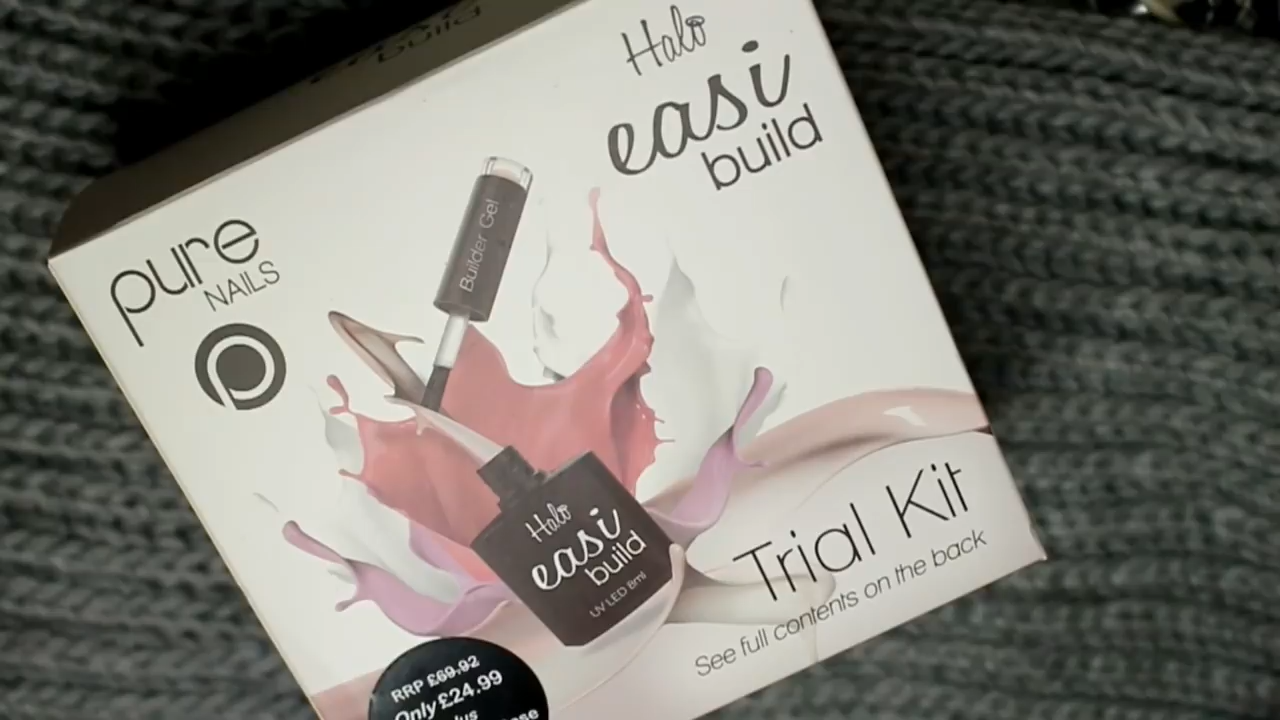 Halo
easi
build
pure
NAILS
Builder Gel
Halo
easi
build
UV LED 8ml
Trial Kit
See full contents on the back
RRP £69.92
Only £24.99